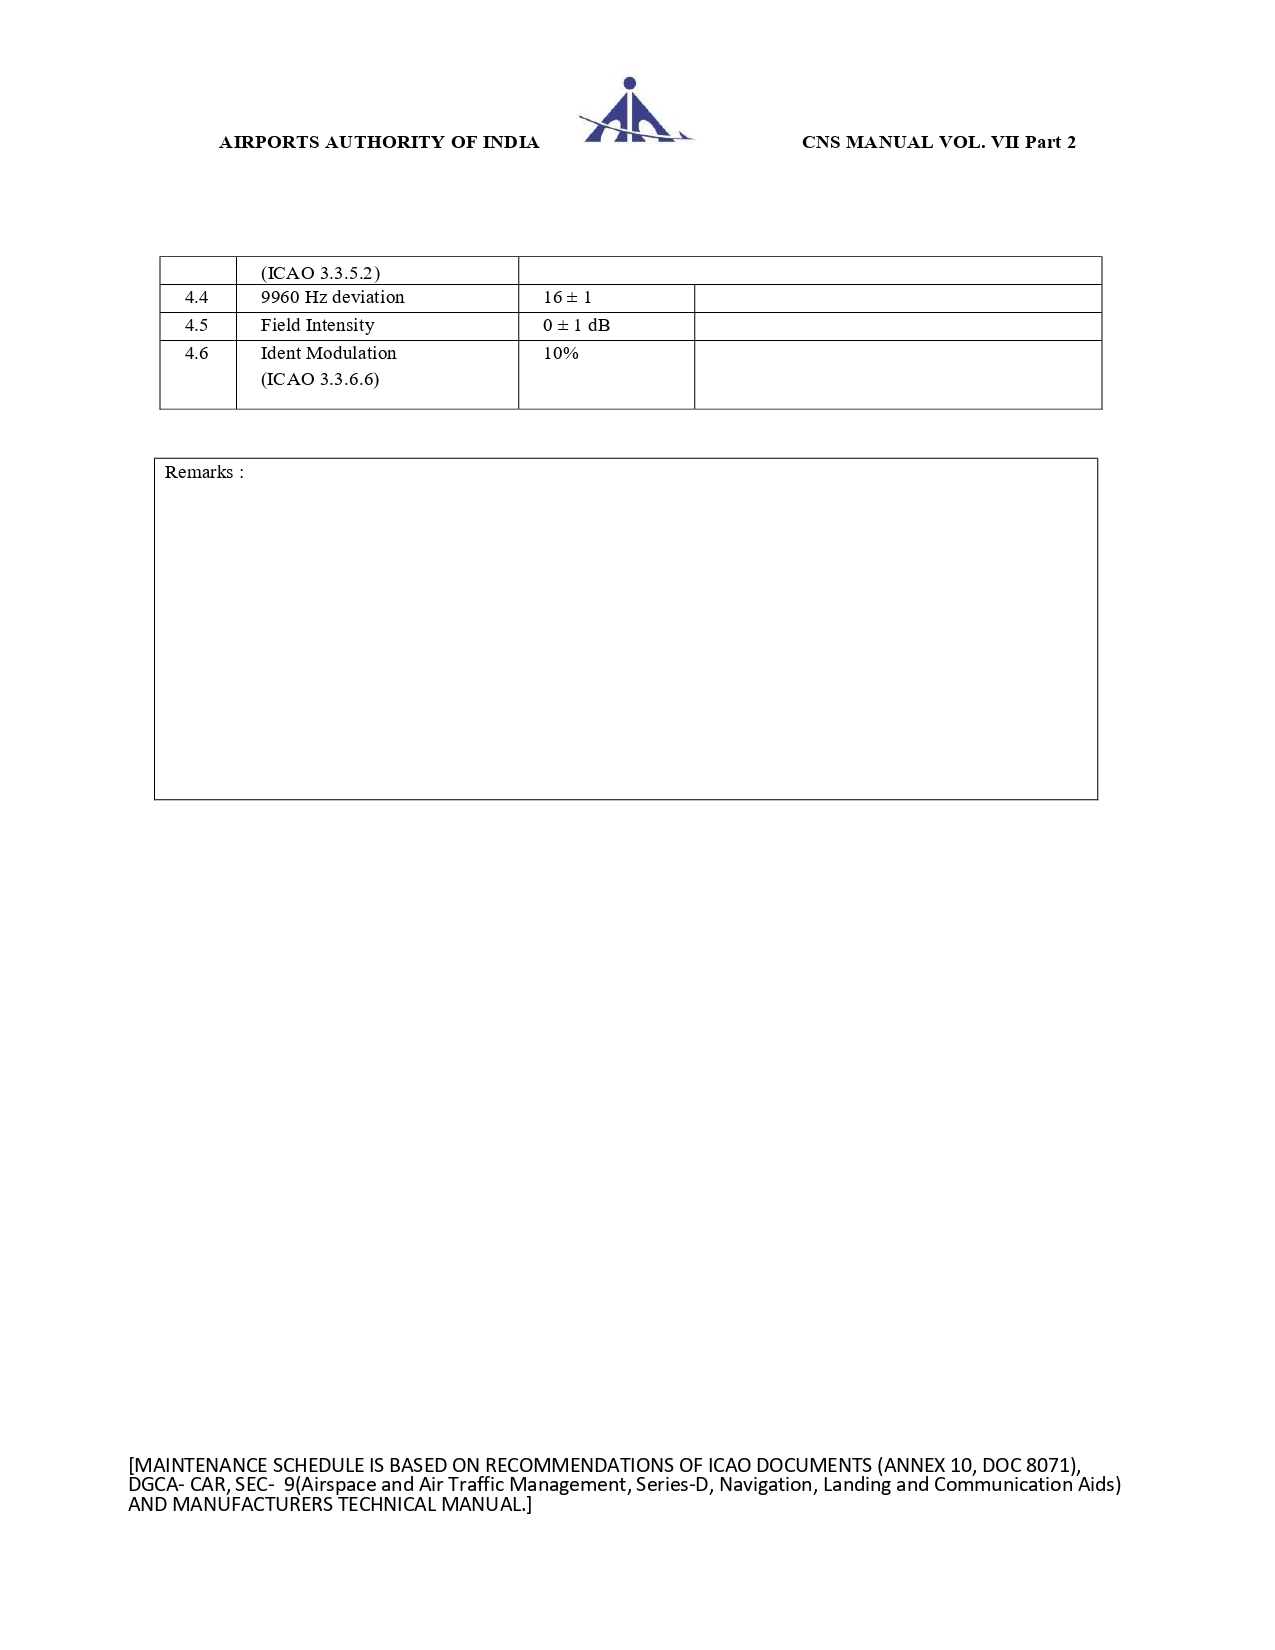 AIRPORTS AUTHORITY OF INDIA CNS MANUAL VOL. VII Part 2
(ICAO 3.3.5.2)
4.4 9960 Hz deviation 16 ± 1
4.5 Field Intensity 0 ± 1 dB
4.6 Ident Modulation 10%
(ICAO 3.3.6.6)
Remarks :
[MAINTENANCE SCHEDULE IS BASED ON RECOMMENDATIONS OF ICAO DOCUMENTS (ANNEX 10, DOC 8071),
DGCA- CAR, SEC- 9(Airspace and Air Traffic Management, Series-D, Navigation, Landing and Communication Aids)
AND MANUFACTURERS TECHNICAL MANUAL.]